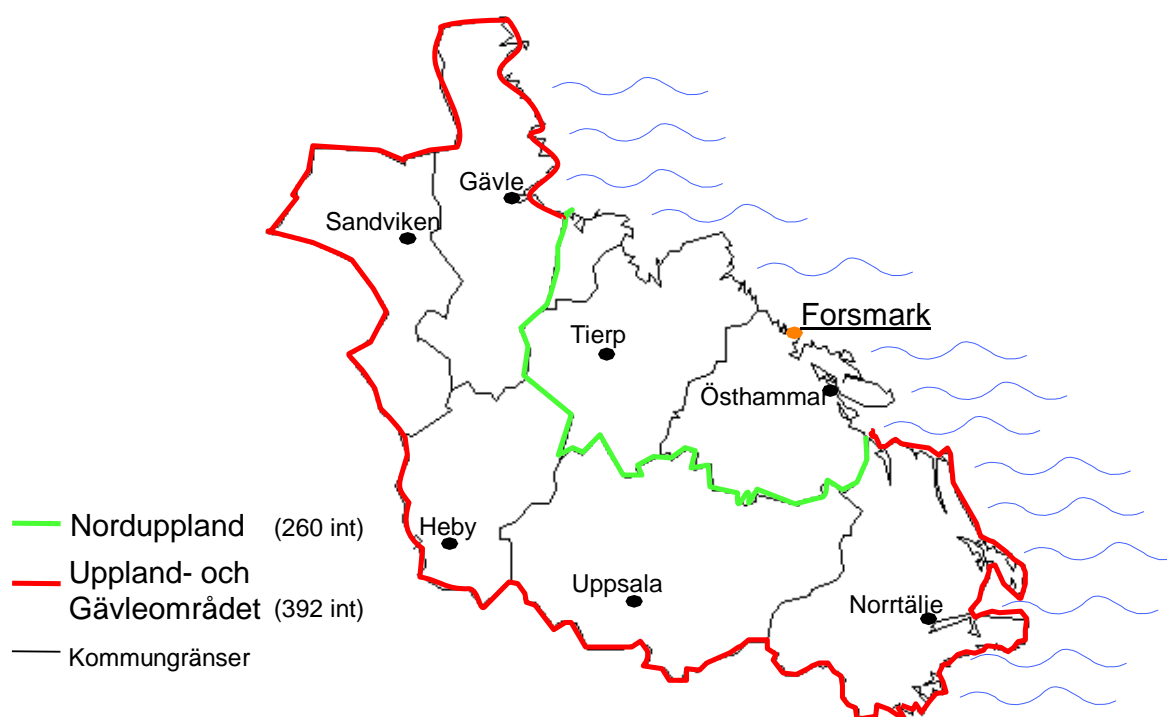 Gävle
Sandviken
Forsmark
Tierp
Östhammar
Norduppland (260 int)
Heby
Uppland- och
Gävleområdet (392 int)
Uppsala
Norrtälje
Kommungränser